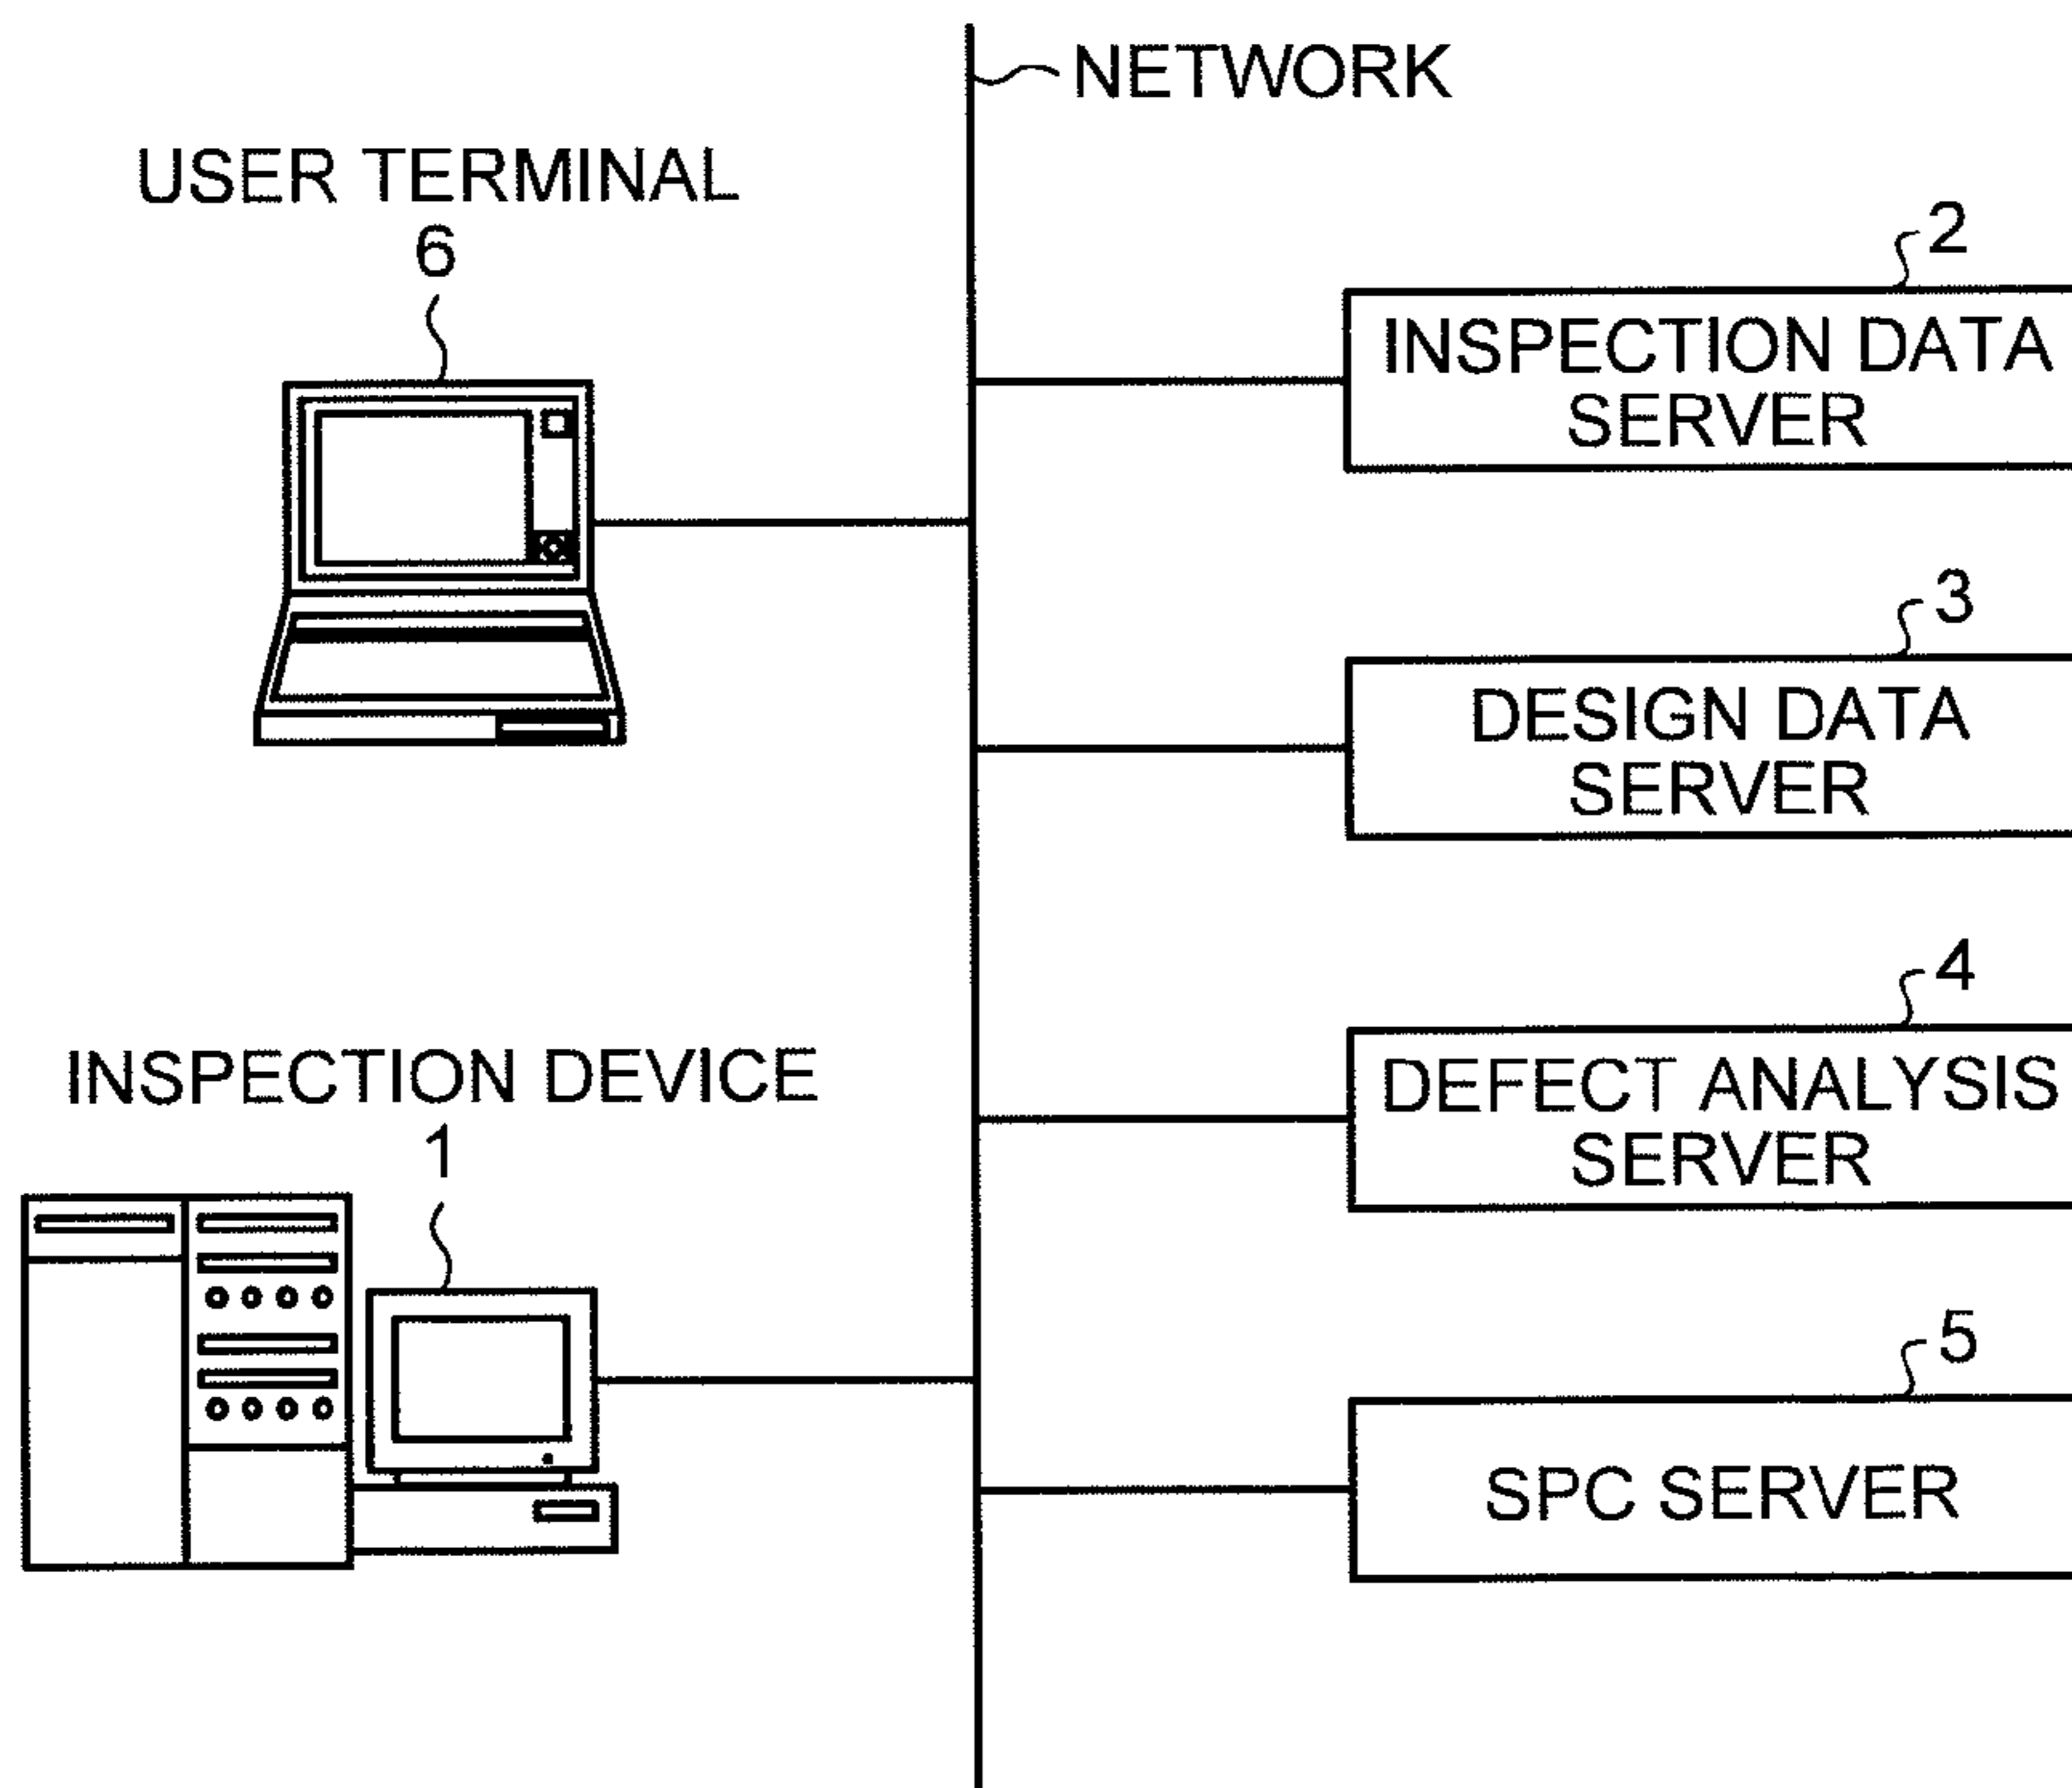 NETWORK
USER TERMINAL
6
2
INSPECTION DATA
SERVER
3
DESIGN DATA
SERVER
4
DEFECT ANALYSIS
SERVER
INSPECTION DEVICE
1
5
SPC SERVER